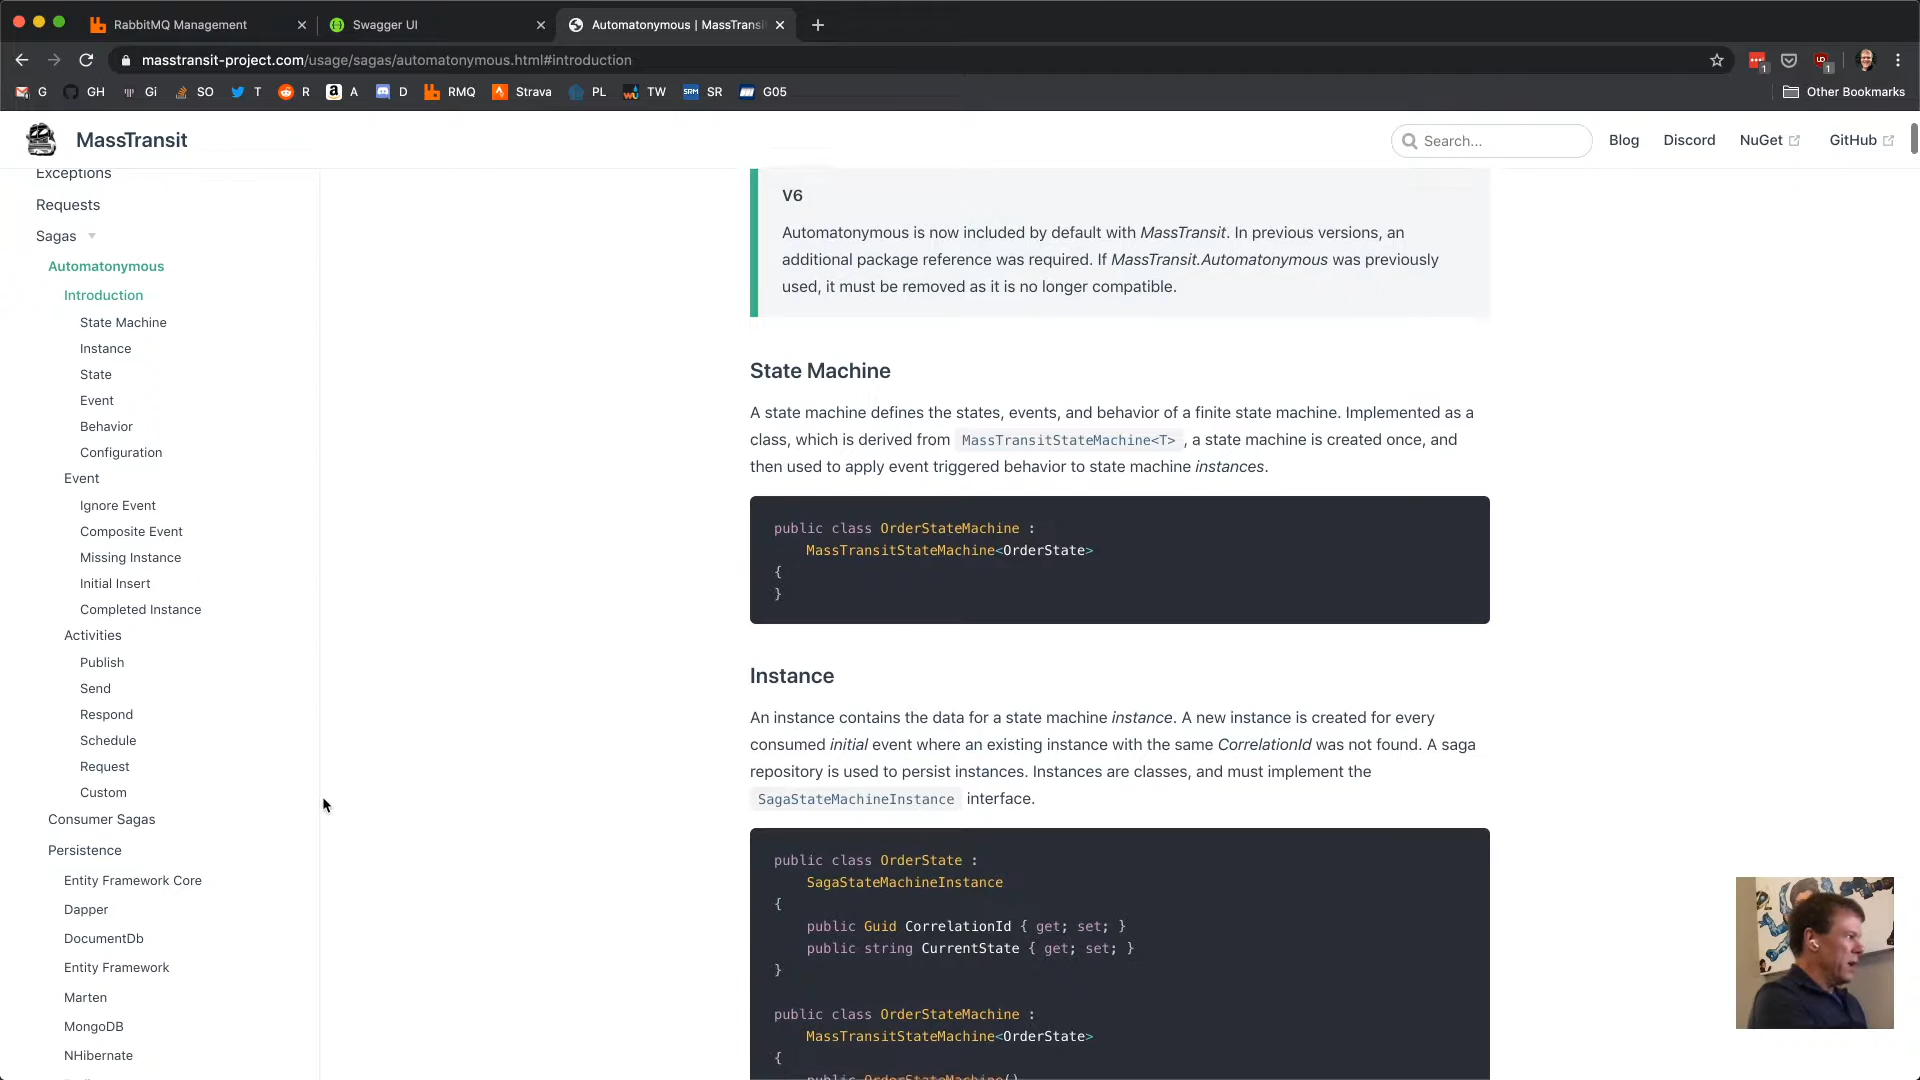 RabbitMQ Management
Swagger UI
Automatonymous | MassTransi
masstransit-project.com/usage/sagas/automatonymous.html#introduction
G GH Gi SO T R A D RMQ Strava PL TW SR G05 Other Bookmarks
MassTransit
Search...
Blog
Discord
NuGet
GitHub
Exceptions
Requests
Sagas
Automatonymous
Introduction
State Machine
Instance
State
Event
Behavior
Configuration
Event
Ignore Event
Composite Event
Missing Instance
Initial Insert
Completed Instance
Activities
Publish
Send
Respond
Schedule
Request
Custom
Consumer Sagas
Persistence
Entity Framework Core
Dapper
DocumentDb
Entity Framework
Marten
MongoDB
NHibernate
V6
Automatonymous is now included by default with MassTransit. In previous versions, an
additional package reference was required. If MassTransit.Automatonymous was previously
used, it must be removed as it is no longer compatible.
State Machine
A state machine defines the states, events, and behavior of a finite state machine. Implemented as a
class, which is derived from MassTransitStateMachine<T>, a state machine is created once, and
then used to apply event triggered behavior to state machine instances.
public class OrderStateMachine :
MassTransitStateMachine<OrderState>
{
}
Instance
An instance contains the data for a state machine instance. A new instance is created for every
consumed initial event where an existing instance with the same CorrelationId was not found. A saga
repository is used to persist instances. Instances are classes, and must implement the
SagaStateMachineInstance interface.
public class OrderState :
SagaStateMachineInstance
{
public Guid CorrelationId { get; set; }
public string CurrentState { get; set; }
}
public class OrderStateMachine :
MassTransitStateMachine<OrderState>
{
public OrderStateMachine()